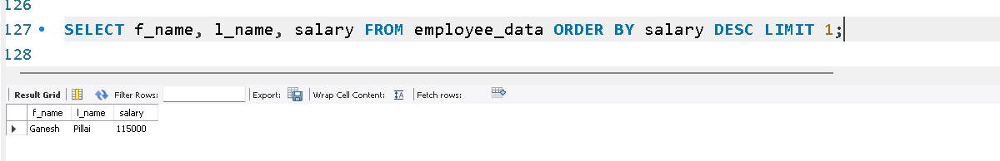 126
127 SELECT f_name, l_name, salary FROM employee_data ORDER BY salary DESC LIMIT 1;
128
Result Grid Filter Rows: Export: Wrap Cell Content: Fetch rows:
f_name l_name salary
Ganesh Pillai 115000